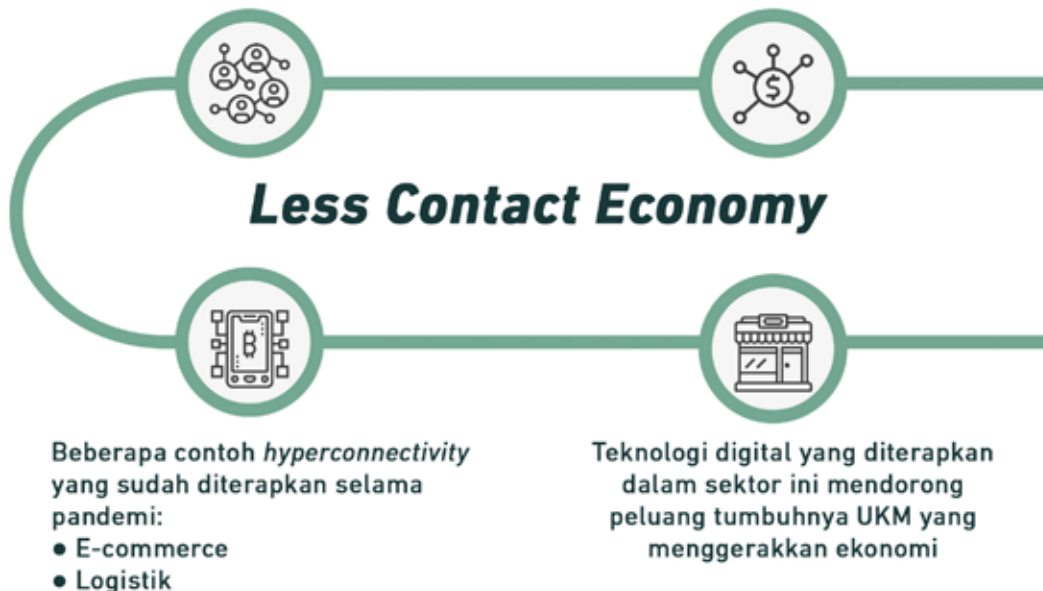 Less Contact Economy
Beberapa contoh hyperconnectivity
yang sudah diterapkan selama
pandemi:
● E-commerce
● Logistik
Teknologi digital yang diterapkan
dalam sektor ini mendorong
peluang tumbuhnya UKM yang
menggerakkan ekonomi